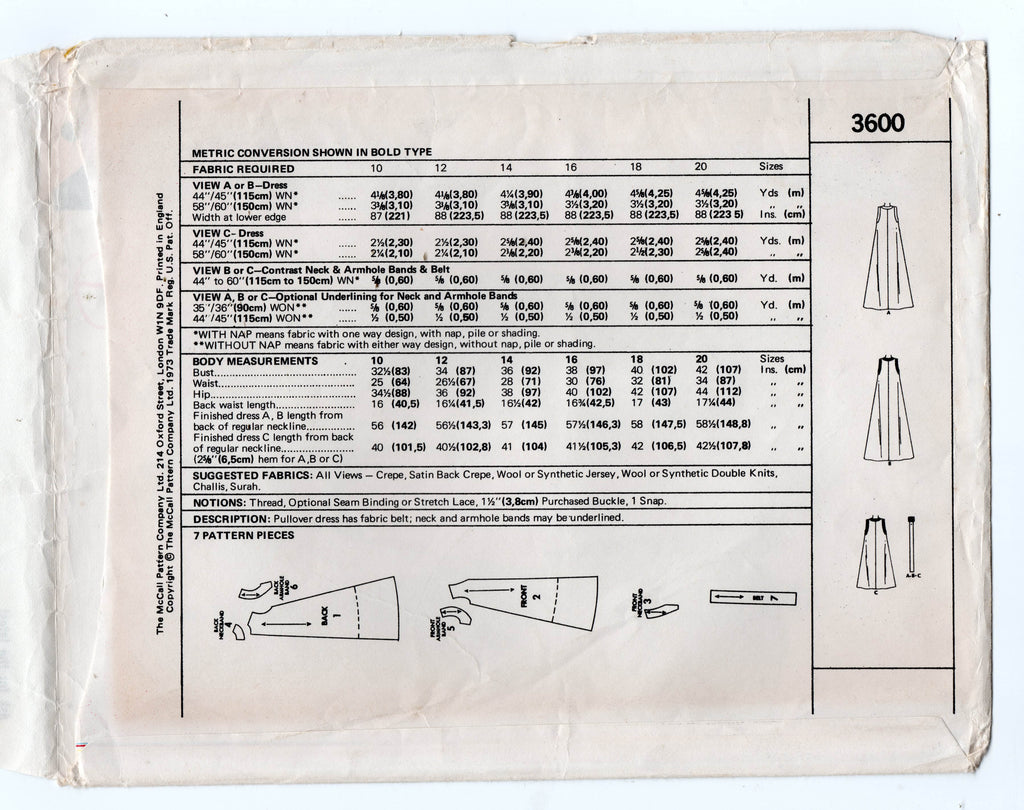 3600
METRIC CONVERSION SHOWN IN BOLD TYPE
FABRIC REQUIRED 10 12 14 16 18 20 Sizes
VIEW A or B—Dress
44"/45"(115cm) WN* ...... 4⅛(3,80) 4⅛(3,80) 4¼(3,90) 4⅜(4,00) 4⅝(4,25) 4⅝(4,25) Yds (m)
58"/60"(150cm) WN* ...... 3⅜(3,10) 3⅜(3,10) 3⅜(3,10) 3½(3,20) 3½(3,20) 3½(3,20) " "
Width at lower edge 87 (221) 88 (223,5) 88 (223,5) 88 (223,5) 88 (223,5) 88 (223 5) Ins. (cm)
VIEW C- Dress
44"/45"(115cm) WN* ...... 2½(2,30) 2½(2,30) 2⅝(2,40) 2⅝(2,40) 2⅝(2,40) 2⅝(2,40) Yds. (m)
58"/60"(150cm) WN* ...... 2¼(2,10) 2¼(2,10) 2⅜(2,20) 2⅜(2,20) 2½(2,30) 2⅝(2,40) " "
VIEW B or C—Contrast Neck & Armhole Bands & Belt
44" to 60"(115cm to 150cm) WN* ⅝ (0,60) ⅝ (0,60) ⅝ (0,60) ⅝ (0,60) ⅝ (0,60) ⅝ (0,60) Yd. (m)
VIEW A, B or C—Optional Underlining for Neck and Armhole Bands
35"/36"(90cm) WON** ...... ⅝ (0,60) ⅝ (0,60) ⅝ (0,60) ⅝ (0,60) ⅝ (0,60) ⅝ (0,60) Yd. (m)
44"/45"(115cm) WON** ...... ½ (0,50) ½ (0,50) ½ (0,50) ½ (0,50) ½ (0,50) ½ (0,50) " "
*WITH NAP means fabric with one way design, with nap, pile or shading.
**WITHOUT NAP means fabric with either way design, without nap, pile or shading.
BODY MEASUREMENTS 10 12 14 16 18 20 Sizes
Bust 32½(83) 34 (87) 36 (92) 38 (97) 40 (102) 42 (107) Ins. (cm)
Waist 25 (64) 26½(67) 28 (71) 30 (76) 32 (81) 34 (87) " "
Hip 34½(88) 36 (92) 38 (97) 40 (102) 42 (107) 44 (112) " "
Back waist length 16 (40,5) 16¼(41,5) 16½(42) 16¾(42,5) 17 (43) 17¼(44) " "
Finished dress A, B length from
back of regular neckline 56 (142) 56½(143,3) 57 (145) 57½(146,3) 58 (147,5) 58½(148,8) " "
Finished dress C length from back
of regular neckline 40 (101,5) 40½(102,8) 41 (104) 41½(105,3) 42 (106,5) 42½(107,8) " "
(2⅝"(6,5cm) hem for A,B or C)
SUGGESTED FABRICS: All Views — Crepe, Satin Back Crepe, Wool or Synthetic Jersey, Wool or Synthetic Double Knits,
Challis, Surah.
NOTIONS: Thread, Optional Seam Binding or Stretch Lace, 1½"(3,8cm) Purchased Buckle, 1 Snap.
DESCRIPTION: Pullover dress has fabric belt; neck and armhole bands may be underlined.
7 PATTERN PIECES
BACK NECKBAND 4
BACK ARMHOLE BAND 6
BACK 1
FRONT ARMHOLE BAND 5
FRONT 2
FRONT NECKBAND 3
BELT 7
A
B
C
A-B-C
The McCall Pattern Company Ltd. 214 Oxford Street, London W1N 9DF. Printed in England
Copyright © The McCall Pattern Company Ltd. 1973 Trade Mark Reg. U.S. Pat. Off.